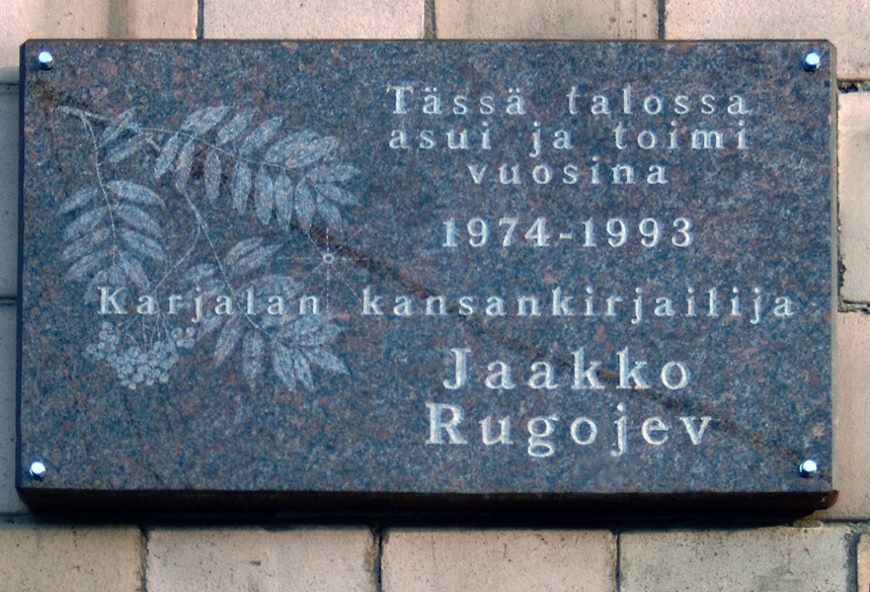 Tässä talossa
asui ja toimi
vuosina
1974-1993
Karjalan kansankirjailija
Jaakko
Rugojev